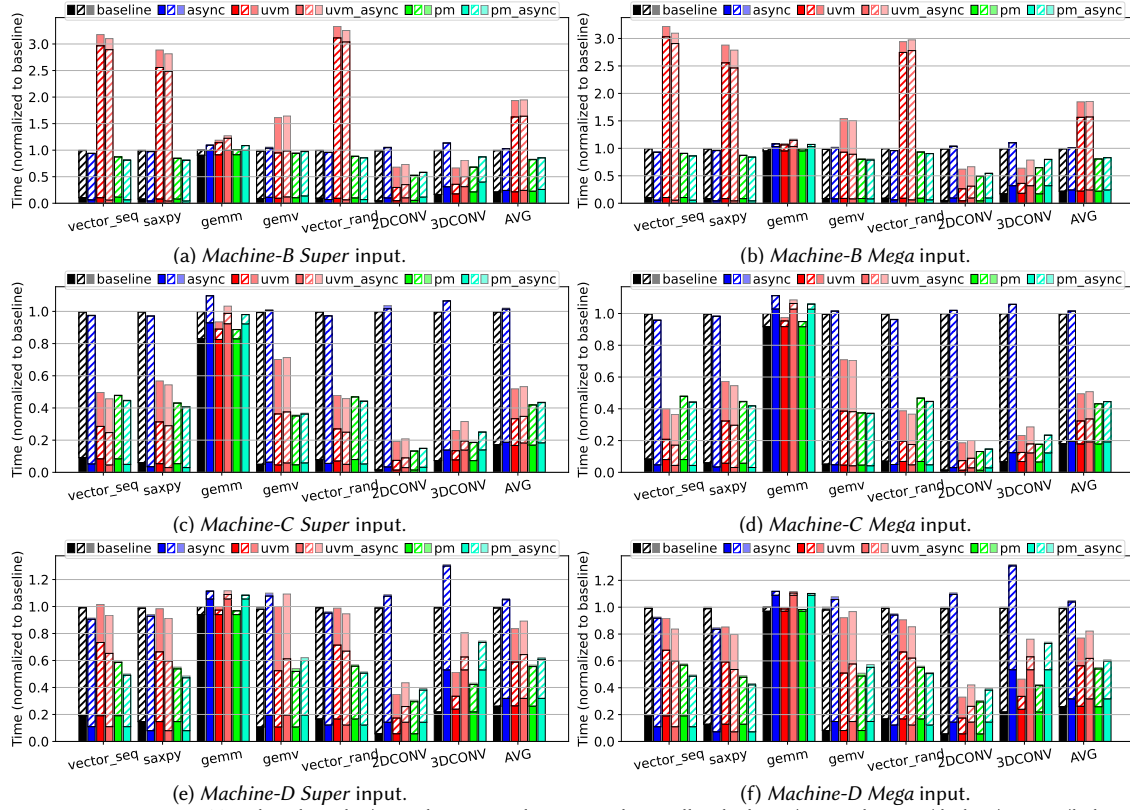 baseline async uvm uvm_async pm pm_async
baseline async uvm uvm_async pm pm_async
Time (normalized to baseline)
3.0
2.5
2.0
1.5
1.0
0.5
0.0
vector_seq saxpy gemm gemv vector_rand 2DCONV 3DCONV AVG
Time (normalized to baseline)
3.0
2.5
2.0
1.5
1.0
0.5
0.0
vector_seq saxpy gemm gemv vector_rand 2DCONV 3DCONV AVG
(a) Machine-B Super input.
(b) Machine-B Mega input.
baseline async uvm uvm_async pm pm_async
baseline async uvm uvm_async pm pm_async
Time (normalized to baseline)
1.0
0.8
0.6
0.4
0.2
0.0
vector_seq saxpy gemm gemv vector_rand 2DCONV 3DCONV AVG
Time (normalized to baseline)
1.0
0.8
0.6
0.4
0.2
0.0
vector_seq saxpy gemm gemv vector_rand 2DCONV 3DCONV AVG
(c) Machine-C Super input.
(d) Machine-C Mega input.
baseline async uvm uvm_async pm pm_async
baseline async uvm uvm_async pm pm_async
Time (normalized to baseline)
1.2
1.0
0.8
0.6
0.4
0.2
0.0
vector_seq saxpy gemm gemv vector_rand 2DCONV 3DCONV AVG
Time (normalized to baseline)
1.2
1.0
0.8
0.6
0.4
0.2
0.0
vector_seq saxpy gemm gemv vector_rand 2DCONV 3DCONV AVG
(e) Machine-D Super input.
(f) Machine-D Mega input.